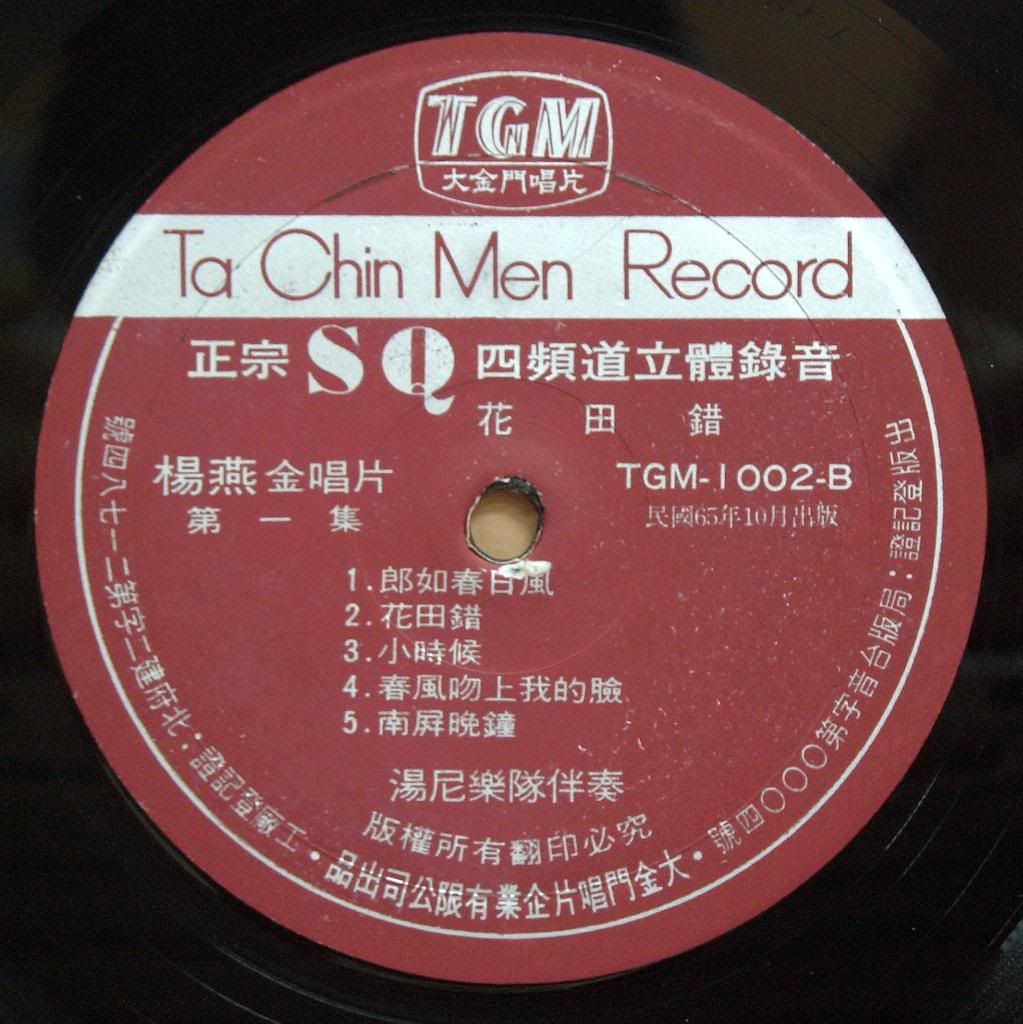 TGM
大金門唱片
Ta Chin Men Record
正宗 SQ 四頻道立體錄音
花田錯
楊燕金唱片
第一集
TGM-1002-B
民國65年10月出版
1.郎如春日風
2.花田錯
3.小時候
4.春風吻上我的臉
5.南屏晚鐘
湯尼樂隊伴奏
版權所有翻印必究
出版登記證：局版台音字第〇〇〇四號・大金門唱片企業有限公司出品・工廠登記證・北府建二字第二一七八四號